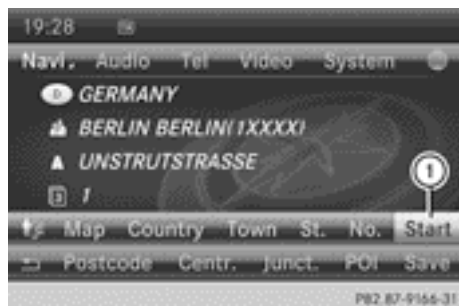 19:28
Navi. Audio Tel Video System
D GERMANY
BERLIN BERLIN(1XXXX)
A UNSTRUTSTRASSE
3 1
1
Map Country Town St. No. Start
Postcode Centr. Junct. POI Save
P82.87-9166-31